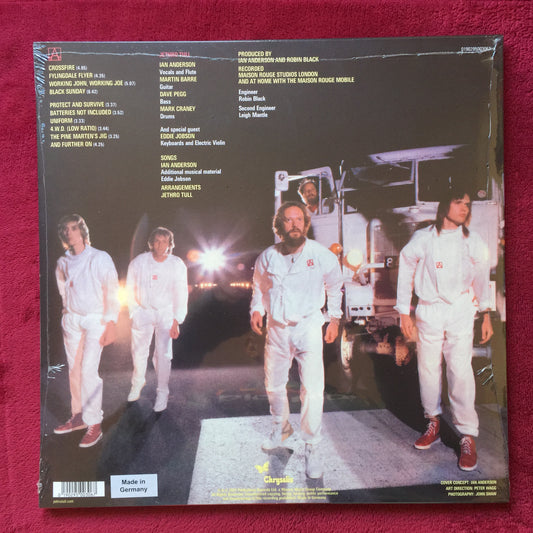 A
CROSSFIRE (4.05)
FYLINGDALE FLYER (4.35)
WORKING JOHN, WORKING JOE (5.07)
BLACK SUNDAY (6.42)
PROTECT AND SURVIVE (3.37)
BATTERIES NOT INCLUDED (3.52)
UNIFORM (3.33)
4.W.D. (LOW RATIO) (3.44)
THE PINE MARTEN'S JIG (3.25)
AND FURTHER ON (4.25)
JETHRO TULL
IAN ANDERSON
Vocals and Flute
MARTIN BARRE
Guitar
DAVE PEGG
Bass
MARK CRANEY
Drums
And special guest
EDDIE JOBSON
Keyboards and Electric Violin
SONGS
IAN ANDERSON
Additional musical material
Eddie Jobson
ARRANGEMENTS
JETHRO TULL
PRODUCED BY
IAN ANDERSON AND ROBIN BLACK
RECORDED
MAISON ROUGE STUDIOS LONDON
AND AT HOME WITH THE MAISON ROUGE MOBILE
Engineer
Robin Black
Second Engineer
Leigh Mantle
Chrysalis
Made in
Germany
jethrotull.com
COVER CONCEPT: IAN ANDERSON
ART DIRECTION: PETER WAGG
PHOTOGRAPHY: JOHN SHAW